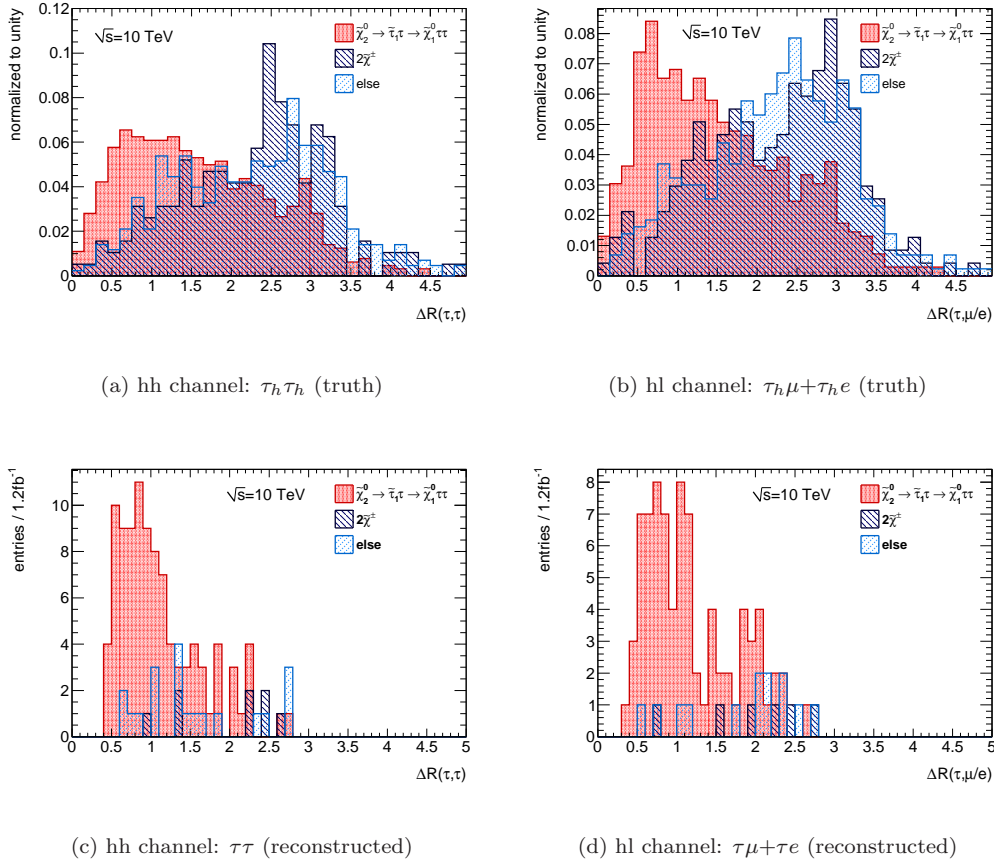 normalized to unity
0.12
0.1
0.08
0.06
0.04
0.02
0
√s=10 TeV
χ̃⁰₂ → τ̃₁τ → χ̃⁰₁ττ
2χ̃±
else
0 0.5 1 1.5 2 2.5 3 3.5 4 4.5
ΔR(τ,τ)
(a) hh channel: τₕτₕ (truth)
normalized to unity
0.08
0.07
0.06
0.05
0.04
0.03
0.02
0.01
0
√s=10 TeV
χ̃⁰₂ → τ̃₁τ → χ̃⁰₁ττ
2χ̃±
else
0 0.5 1 1.5 2 2.5 3 3.5 4 4.5
ΔR(τ,μ/e)
(b) hl channel: τₕμ+τₕe (truth)
entries / 1.2fb⁻¹
10
8
6
4
2
0
√s=10 TeV
χ̃⁰₂ → τ̃₁τ → χ̃⁰₁ττ
2χ̃±
else
0 0.5 1 1.5 2 2.5 3 3.5 4 4.5 5
ΔR(τ,τ)
(c) hh channel: ττ (reconstructed)
entries / 1.2fb⁻¹
8
7
6
5
4
3
2
1
0
√s=10 TeV
χ̃⁰₂ → τ̃₁τ → χ̃⁰₁ττ
2χ̃±
else
0 0.5 1 1.5 2 2.5 3 3.5 4 4.5 5
ΔR(τ,μ/e)
(d) hl channel: τμ+τe (reconstructed)